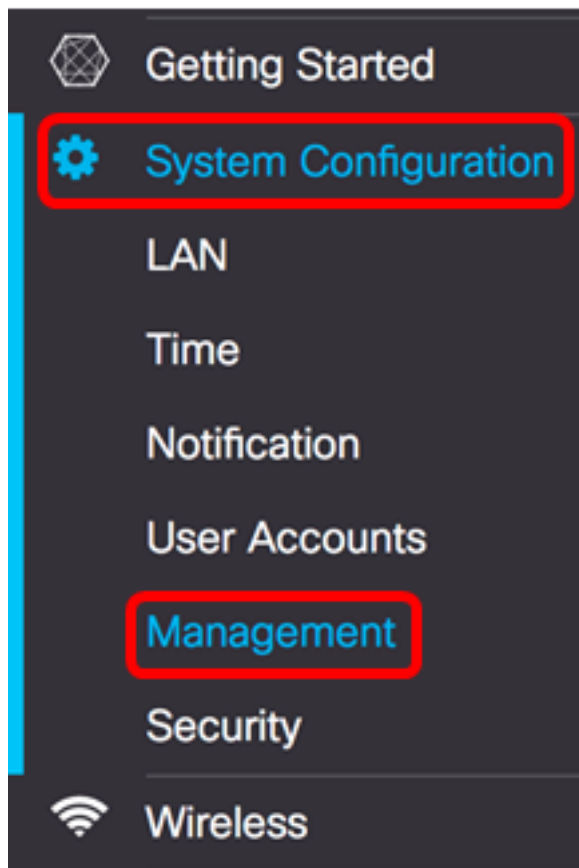 Getting Started
System Configuration
LAN
Time
Notification
User Accounts
Management
Security
Wireless